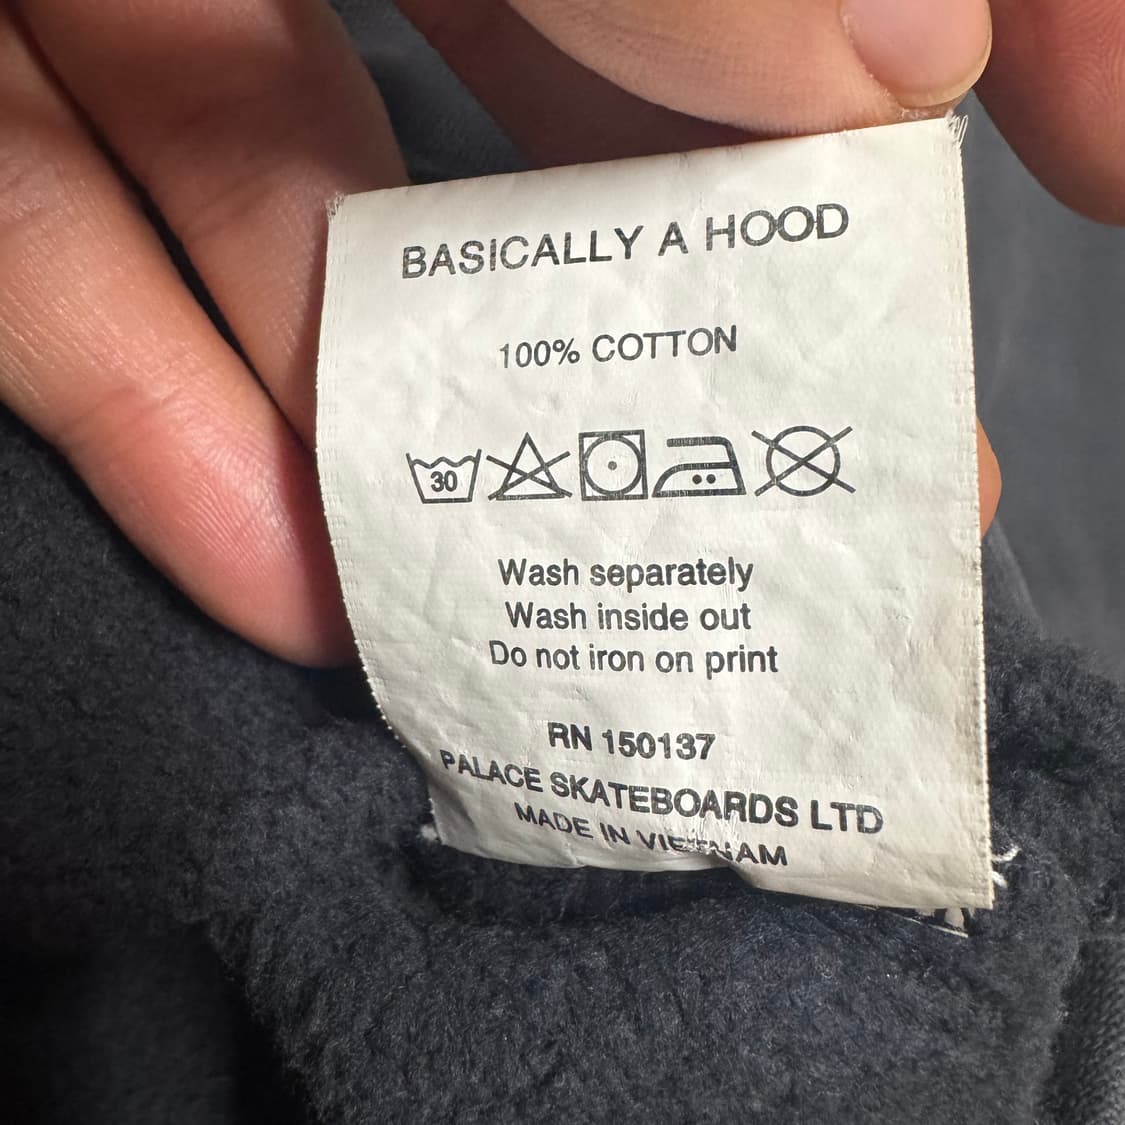 BASICALLY A HOOD
100% COTTON
30
Wash separately
Wash inside out
Do not iron on print
RN 150137
PALACE SKATEBOARDS LTD
MADE IN VIETNAM